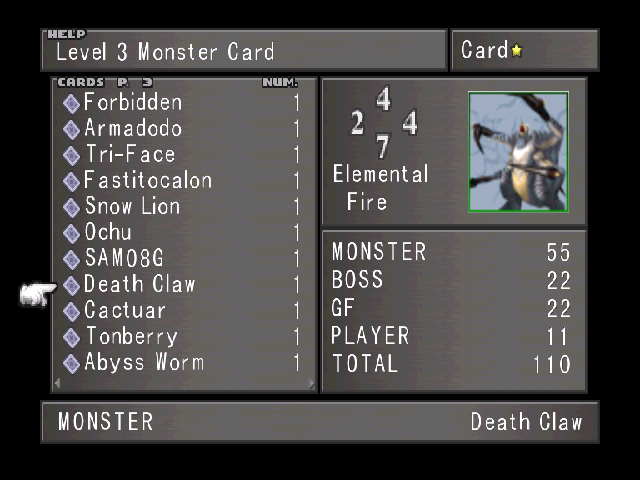 HELP
Level 3 Monster Card
Card
CARDS P. 3 NUM.
Forbidden 1
Armadodo 1
Tri-Face 1
Fastitocalon 1
Snow Lion 1
Ochu 1
SAM08G 1
Death Claw 1
Cactuar 1
Tonberry 1
Abyss Worm 1
4
2 4
7
Elemental
Fire
MONSTER 55
BOSS 22
GF 22
PLAYER 11
TOTAL 110
MONSTER Death Claw